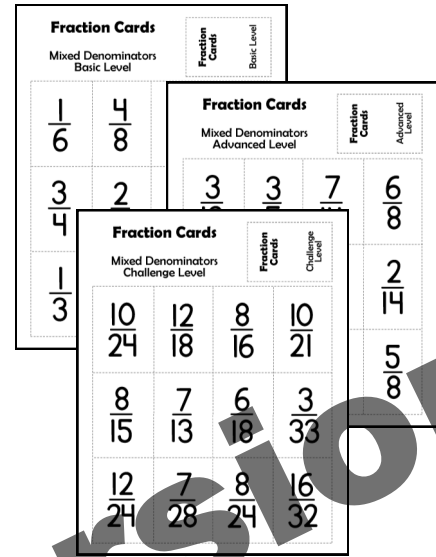 Fraction Cards
Mixed Denominators
Basic Level
Fraction
Cards
Basic Level
1/6 4/8
3/4
1/3
Fraction Cards
Mixed Denominators
Advanced Level
Fraction
Cards
Advanced
Level
6/8
2/14
5/8
Fraction Cards
Mixed Denominators
Challenge Level
Fraction
Cards
Challenge
Level
10/24 12/18 8/16 10/21
8/15 7/13 6/18 3/33
12/24 7/28 8/24 16/32